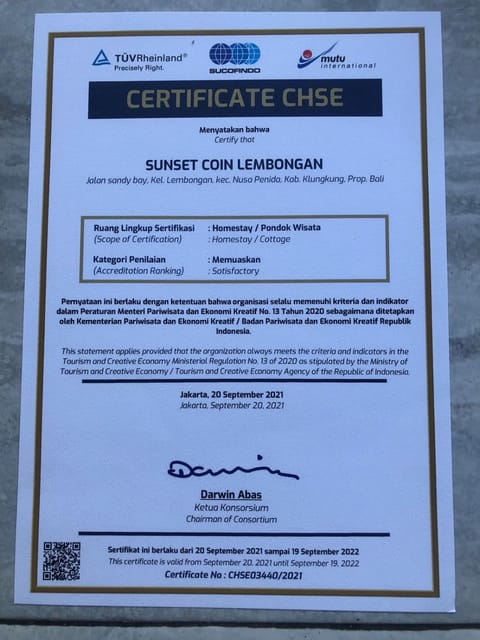 TÜVRheinland®
Precisely Right.
SUCOFINDO
mutu
international
CERTIFICATE CHSE
Menyatakan bahwa
Certify that
SUNSET COIN LEMBONGAN
Jalan sandy bay, Kel. Lembongan, kec. Nusa Penida, Kab. Klungkung, Prop. Bali
Ruang Lingkup Sertifikasi : Homestay / Pondok Wisata
(Scope of Certification) : Homestay / Cottage
Kategori Penilaian : Memuaskan
(Accreditation Ranking) : Satisfactory
Pernyataan ini berlaku dengan ketentuan bahwa organisasi selalu memenuhi kriteria dan indikator
dalam Peraturan Menteri Pariwisata dan Ekonomi Kreatif No. 13 Tahun 2020 sebagaimana ditetapkan
oleh Kementerian Pariwisata dan Ekonomi Kreatif / Badan Pariwisata dan Ekonomi Kreatif Republik
Indonesia.
This statement applies provided that the organization always meets the criteria and indicators in the
Tourism and Creative Economy Ministerial Regulation No. 13 of 2020 as stipulated by the Ministry of
Tourism and Creative Economy / Tourism and Creative Economy Agency of the Republic of Indonesia.
Jakarta, 20 September 2021
Jakarta, September 20, 2021
Darwin
Darwin Abas
Ketua Konsorsium
Chairman of Consortium
Sertifikat ini berlaku dari 20 September 2021 sampai 19 September 2022
This certificate is valid from September 20, 2021 until September 19, 2022
Certificate No : CHSE03440/2021